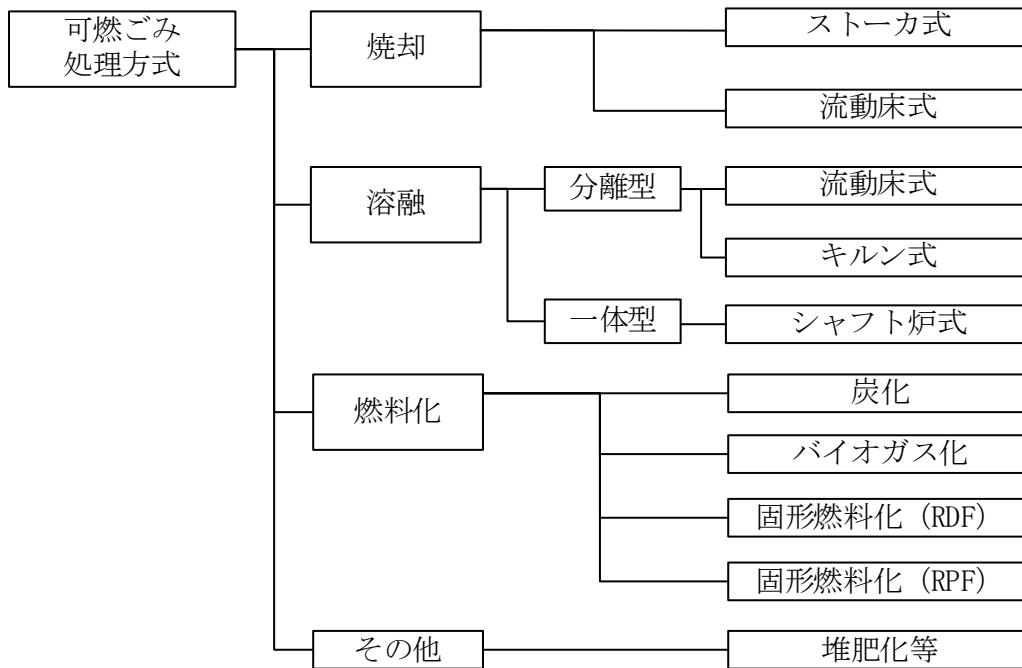 可燃ごみ
処理方式
焼却
ストーカ式
流動床式
溶融
分離型
流動床式
キルン式
一体型
シャフト炉式
燃料化
炭化
バイオガス化
固形燃料化（RDF）
固形燃料化（RPF）
その他
堆肥化等